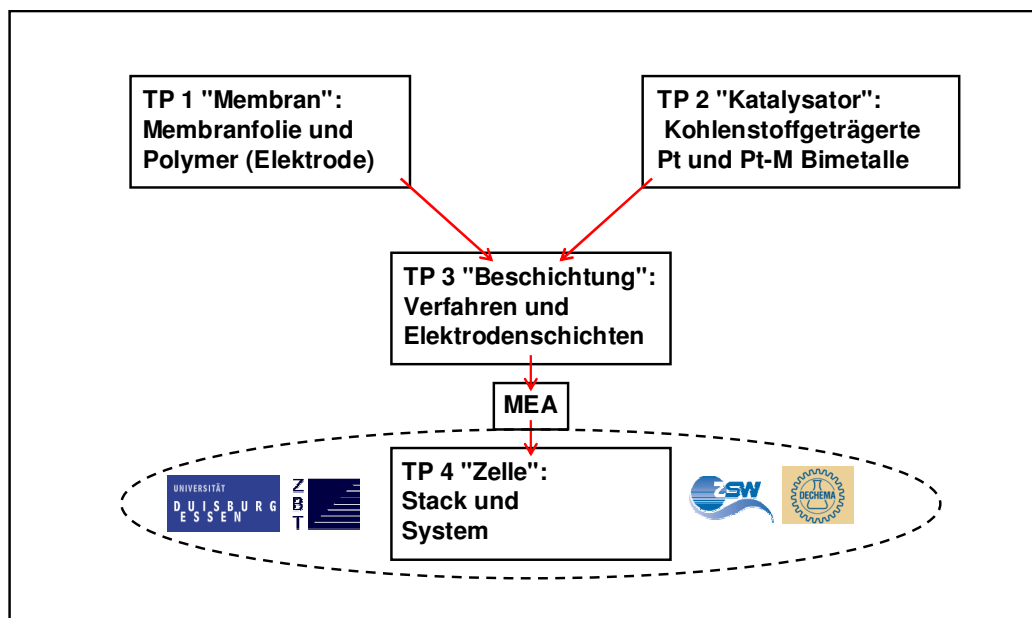 TP 1 "Membran":
Membranfolie und
Polymer (Elektrode)
TP 2 "Katalysator":
Kohlenstoffgeträgerte
Pt und Pt-M Bimetalle
TP 3 "Beschichtung":
Verfahren und
Elektrodenschichten
MEA
TP 4 "Zelle":
Stack und
System
UNIVERSITÄT
DUISBURG
ESSEN
ZBT
ZSW
DECHEMA